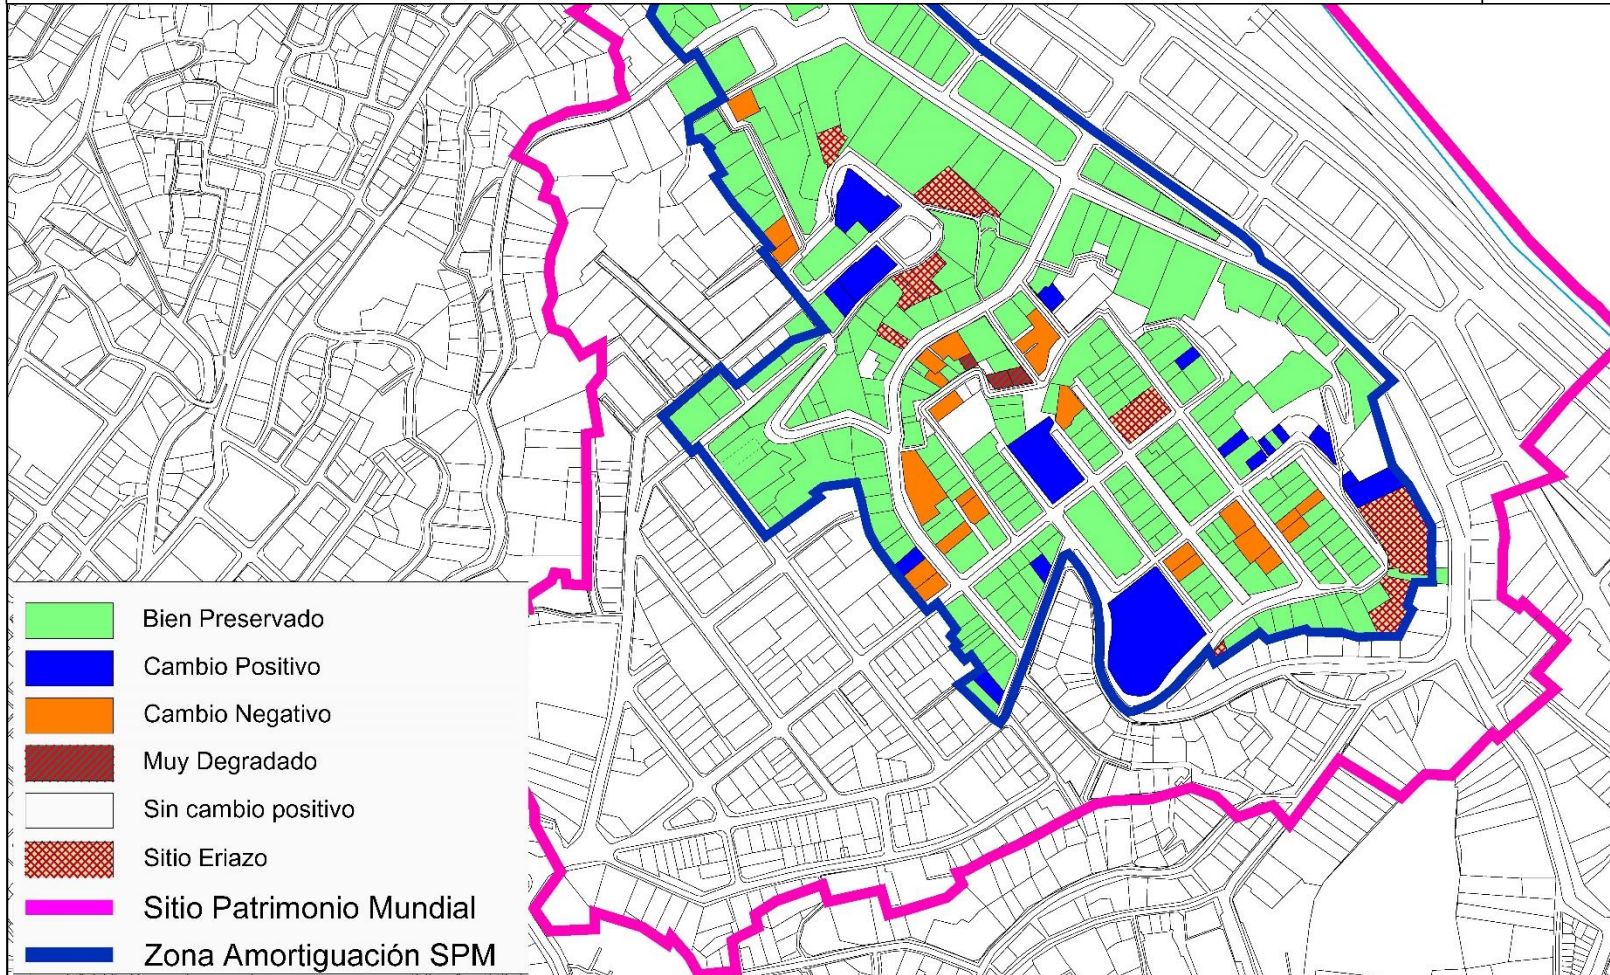 Bien Preservado
Cambio Positivo
Cambio Negativo
Muy Degradado
Sin cambio positivo
Sitio Eriazo
Sitio Patrimonio Mundial
Zona Amortiguación SPM